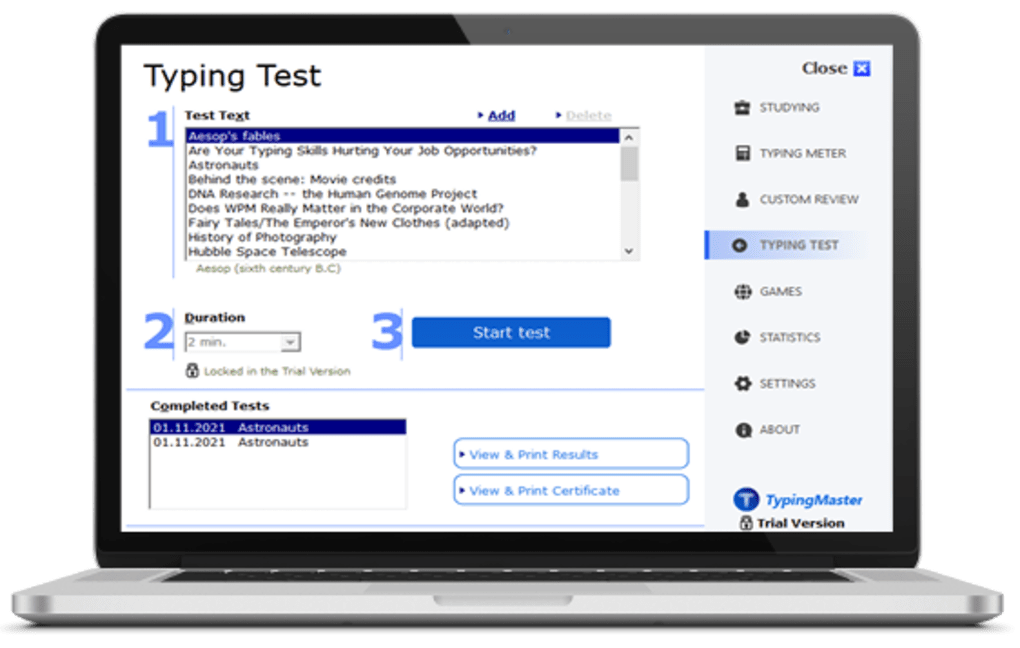 Typing Test
Close
1
Test Text
Add
Delete
Aesop's fables
Are Your Typing Skills Hurting Your Job Opportunities?
Astronauts
Behind the scene: Movie credits
DNA Research -- the Human Genome Project
Does WPM Really Matter in the Corporate World?
Fairy Tales/The Emperor's New Clothes (adapted)
History of Photography
Hubble Space Telescope
Aesop (sixth century B.C)
2
Duration
2 min.
Locked in the Trial Version
3
Start test
Completed Tests
01.11.2021 Astronauts
01.11.2021 Astronauts
View & Print Results
View & Print Certificate
STUDYING
TYPING METER
CUSTOM REVIEW
TYPING TEST
GAMES
STATISTICS
SETTINGS
ABOUT
T TypingMaster
Trial Version